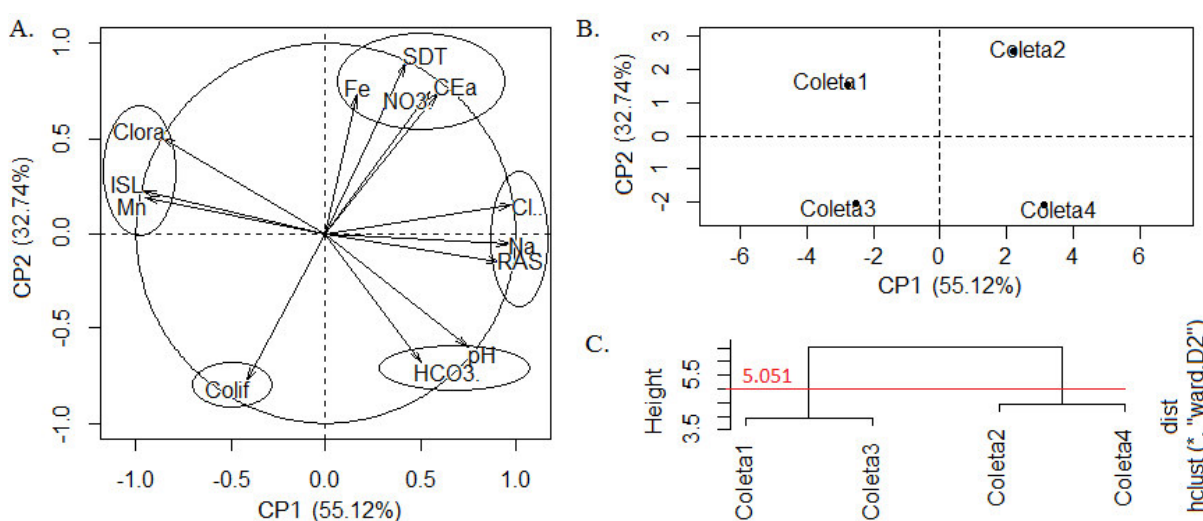 A.
CP2 (32.74%)
1.0
0.5
0.0
-0.5
-1.0
SDT
Fe
NO3.
CEa
Clora
ISL
Mn
Cl..
Na
RAS
pH
HCO3.
Colif
-1.0 -0.5 0.0 0.5 1.0
CP1 (55.12%)
B.
CP2 (32.74%)
3
2
1
0
1
-2
Coleta2
Coleta1
Coleta3
Coleta4
-6 -4 -2 0 2 4 6
CP1 (55.12%)
C.
Height
5.5
3.5
5.051
Coleta1
Coleta3
Coleta2
Coleta4
dist
hclust (*, "ward.D2")